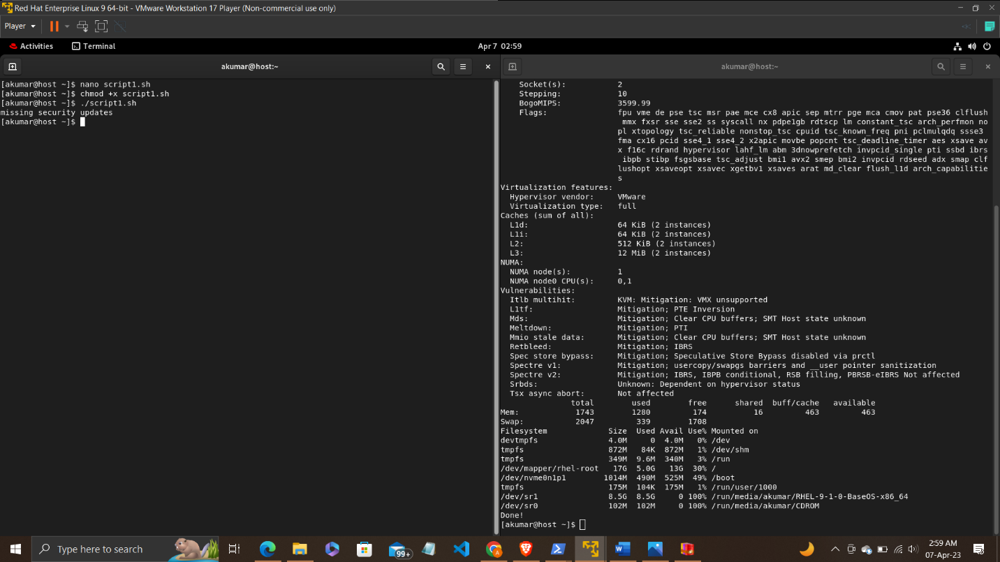 Red Hat Enterprise Linux 9 64-bit - VMware Workstation 17 Player (Non-commercial use only)
Player
Activities
Terminal
Apr 7 02:59
akumar@host:~
[akumar@host ~]$ nano script1.sh
[akumar@host ~]$ chmod +x script1.sh
[akumar@host ~]$ ./script1.sh
missing security updates
[akumar@host ~]$
akumar@host:~
Socket(s): 2
Stepping: 10
BogoMIPS: 3599.99
Flags: fpu vme de pse tsc msr pae mce cx8 apic sep mtrr pge mca cmov pat pse36 clflush
mmx fxsr sse sse2 ss syscall nx pdpe1gb rdtscp lm constant_tsc arch_perfmon no
pl xtopology tsc_reliable nonstop_tsc cpuid tsc_known_freq pni pclmulqdq ssse3
fma cx16 pcid sse4_1 sse4_2 x2apic movbe popcnt tsc_deadline_timer aes xsave av
x f16c rdrand hypervisor lahf_lm abm 3dnowprefetch invpcid_single pti ssbd ibrs
ibpb stibp fsgsbase tsc_adjust bmi1 avx2 smep bmi2 invpcid rdseed adx smap clf
lushopt xsaveopt xsavec xgetbv1 xsaves arat md_clear flush_l1d arch_capabilitie
s
Virtualization features:
Hypervisor vendor: VMware
Virtualization type: full
Caches (sum of all):
L1d: 64 KiB (2 instances)
L1i: 64 KiB (2 instances)
L2: 512 KiB (2 instances)
L3: 12 MiB (2 instances)
NUMA:
NUMA node(s): 1
NUMA node0 CPU(s): 0,1
Vulnerabilities:
Itlb multihit: KVM: Mitigation: VMX unsupported
L1tf: Mitigation; PTE Inversion
Mds: Mitigation; Clear CPU buffers; SMT Host state unknown
Meltdown: Mitigation; PTI
Mmio stale data: Mitigation; Clear CPU buffers; SMT Host state unknown
Retbleed: Mitigation; IBRS
Spec store bypass: Mitigation; Speculative Store Bypass disabled via prctl
Spectre v1: Mitigation; usercopy/swapgs barriers and __user pointer sanitization
Spectre v2: Mitigation; IBRS, IBPB conditional, RSB filling, PBRSB-eIBRS Not affected
Srbds: Unknown: Dependent on hypervisor status
Tsx async abort: Not affected
total used free shared buff/cache available
Mem: 1743 1280 174 16 463 463
Swap: 2047 339 1708
Filesystem Size Used Avail Use% Mounted on
devtmpfs 4.0M 0 4.0M 0% /dev
tmpfs 872M 84K 872M 1% /dev/shm
tmpfs 349M 9.6M 340M 3% /run
/dev/mapper/rhel-root 17G 5.0G 13G 30% /
/dev/nvme0n1p1 1014M 490M 525M 49% /boot
tmpfs 175M 104K 175M 1% /run/user/1000
/dev/sr1 8.5G 8.5G 0 100% /run/media/akumar/RHEL-9-1-0-BaseOS-x86_64
/dev/sr0 102M 102M 0 100% /run/media/akumar/CDROM
Done!
[akumar@host ~]$
Type here to search
99+
2:59 AM
07-Apr-23